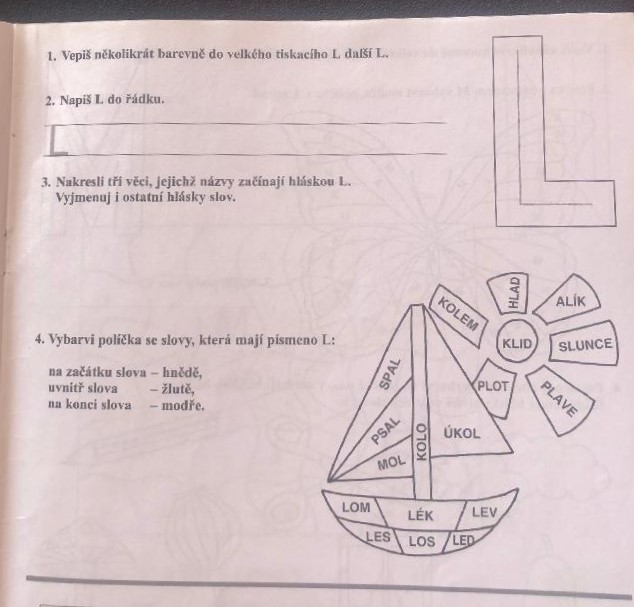 1. Vepiš několikrát barevně do velkého tiskacího L další L.
2. Napiš L do řádku.
L
3. Nakresli tři věci, jejichž názvy začínají hláskou L.
Vyjmenuj i ostatní hlásky slov.
L
4. Vybarvi políčka se slovy, která mají písmeno L:
na začátku slova – hnědě,
uvnitř slova – žlutě,
na konci slova – modře.
KOLEM
HLAD
ALÍK
KLID
SLUNCE
PLOT
PLAVE
SPAL
PSAL
MOL
KOLO
ÚKOL
LOM
LÉK
LEV
LES
LOS
LED